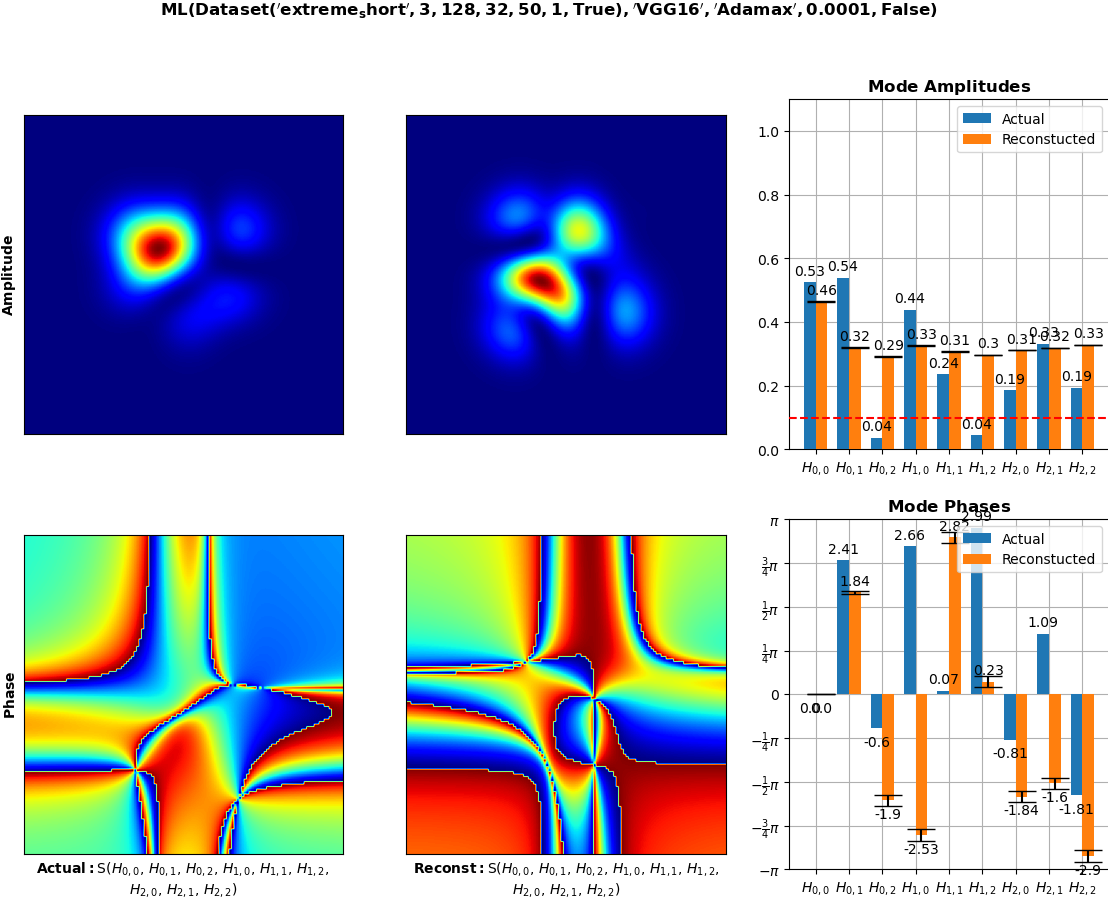 ML(Dataset('extreme_short', 3, 128, 32, 50, 1, True), 'VGG16', 'Adamax', 0.0001, False)
Amplitude
Mode Amplitudes
Actual
Reconstucted
1.0
0.8
0.6
0.4
0.2
0.0
0.53
0.46
0.54
0.32
0.04
0.29
0.44
0.33
0.24
0.31
0.04
0.3
0.19
0.31
0.33
0.32
0.19
0.33
H0,0 H0,1 H0,2 H1,0 H1,1 H1,2 H2,0 H2,1 H2,2
Phase
Mode Phases
Actual
Reconstucted
π
3/4π
1/2π
1/4π
0
−1/4π
−1/2π
−3/4π
−π
0.0
0.0
2.41
1.84
-0.6
-1.9
2.66
-2.53
0.07
2.82
2.99
0.23
-0.81
-1.84
1.09
-1.6
-1.81
-2.9
H0,0 H0,1 H0,2 H1,0 H1,1 H1,2 H2,0 H2,1 H2,2
Actual: S(H0,0, H0,1, H0,2, H1,0, H1,1, H1,2,
H2,0, H2,1, H2,2)
Reconst: S(H0,0, H0,1, H0,2, H1,0, H1,1, H1,2,
H2,0, H2,1, H2,2)